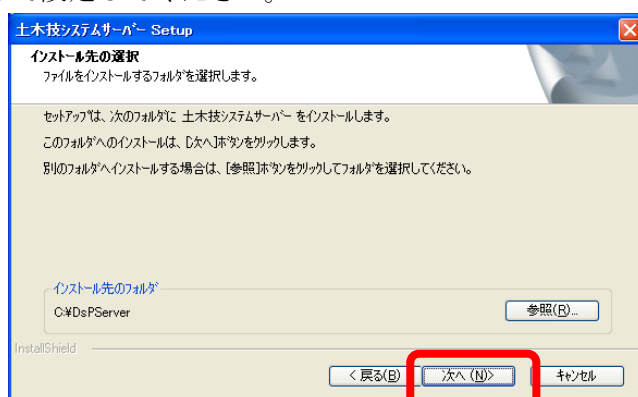 土木技システムサーバー Setup
インストール先の選択
ファイルをインストールするフォルダを選択します。
セットアップは、次のフォルダに 土木技システムサーバー をインストールします。
このフォルダへのインストールは、[次へ]ボタンをクリックします。
別のフォルダへインストールする場合は、[参照]ボタンをクリックしてフォルダを選択してください。
インストール先のフォルダ
C:¥DsPServer
参照(R)...
InstallShield
< 戻る(B)
次へ (N)>
キャンセル